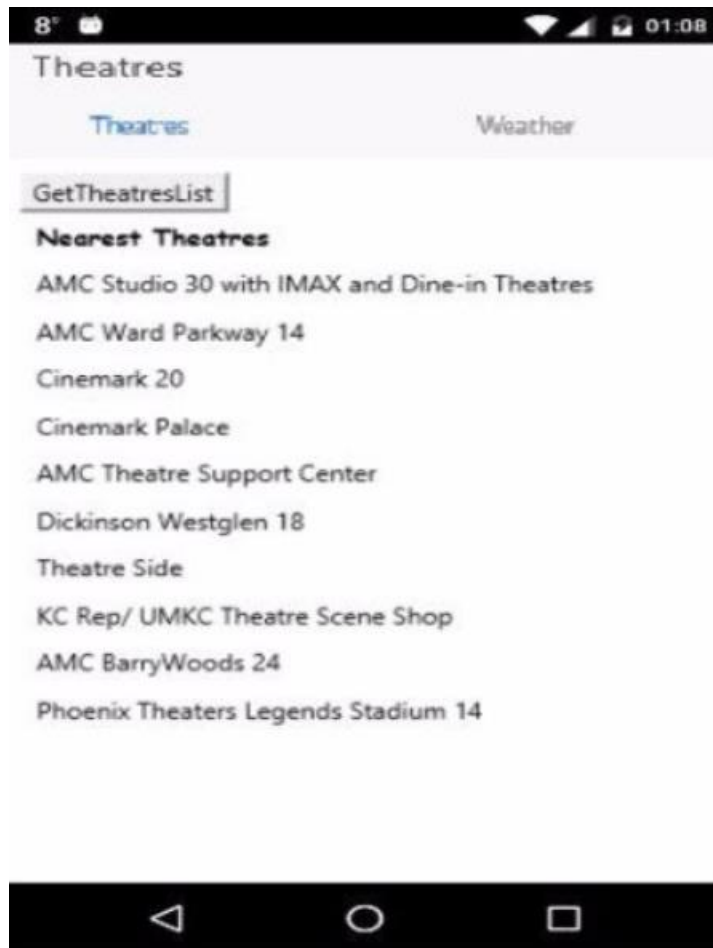 8° 01:08
Theatres
Theatres Weather
GetTheatresList
Nearest Theatres
AMC Studio 30 with IMAX and Dine-in Theatres
AMC Ward Parkway 14
Cinemark 20
Cinemark Palace
AMC Theatre Support Center
Dickinson Westglen 18
Theatre Side
KC Rep/ UMKC Theatre Scene Shop
AMC BarryWoods 24
Phoenix Theaters Legends Stadium 14